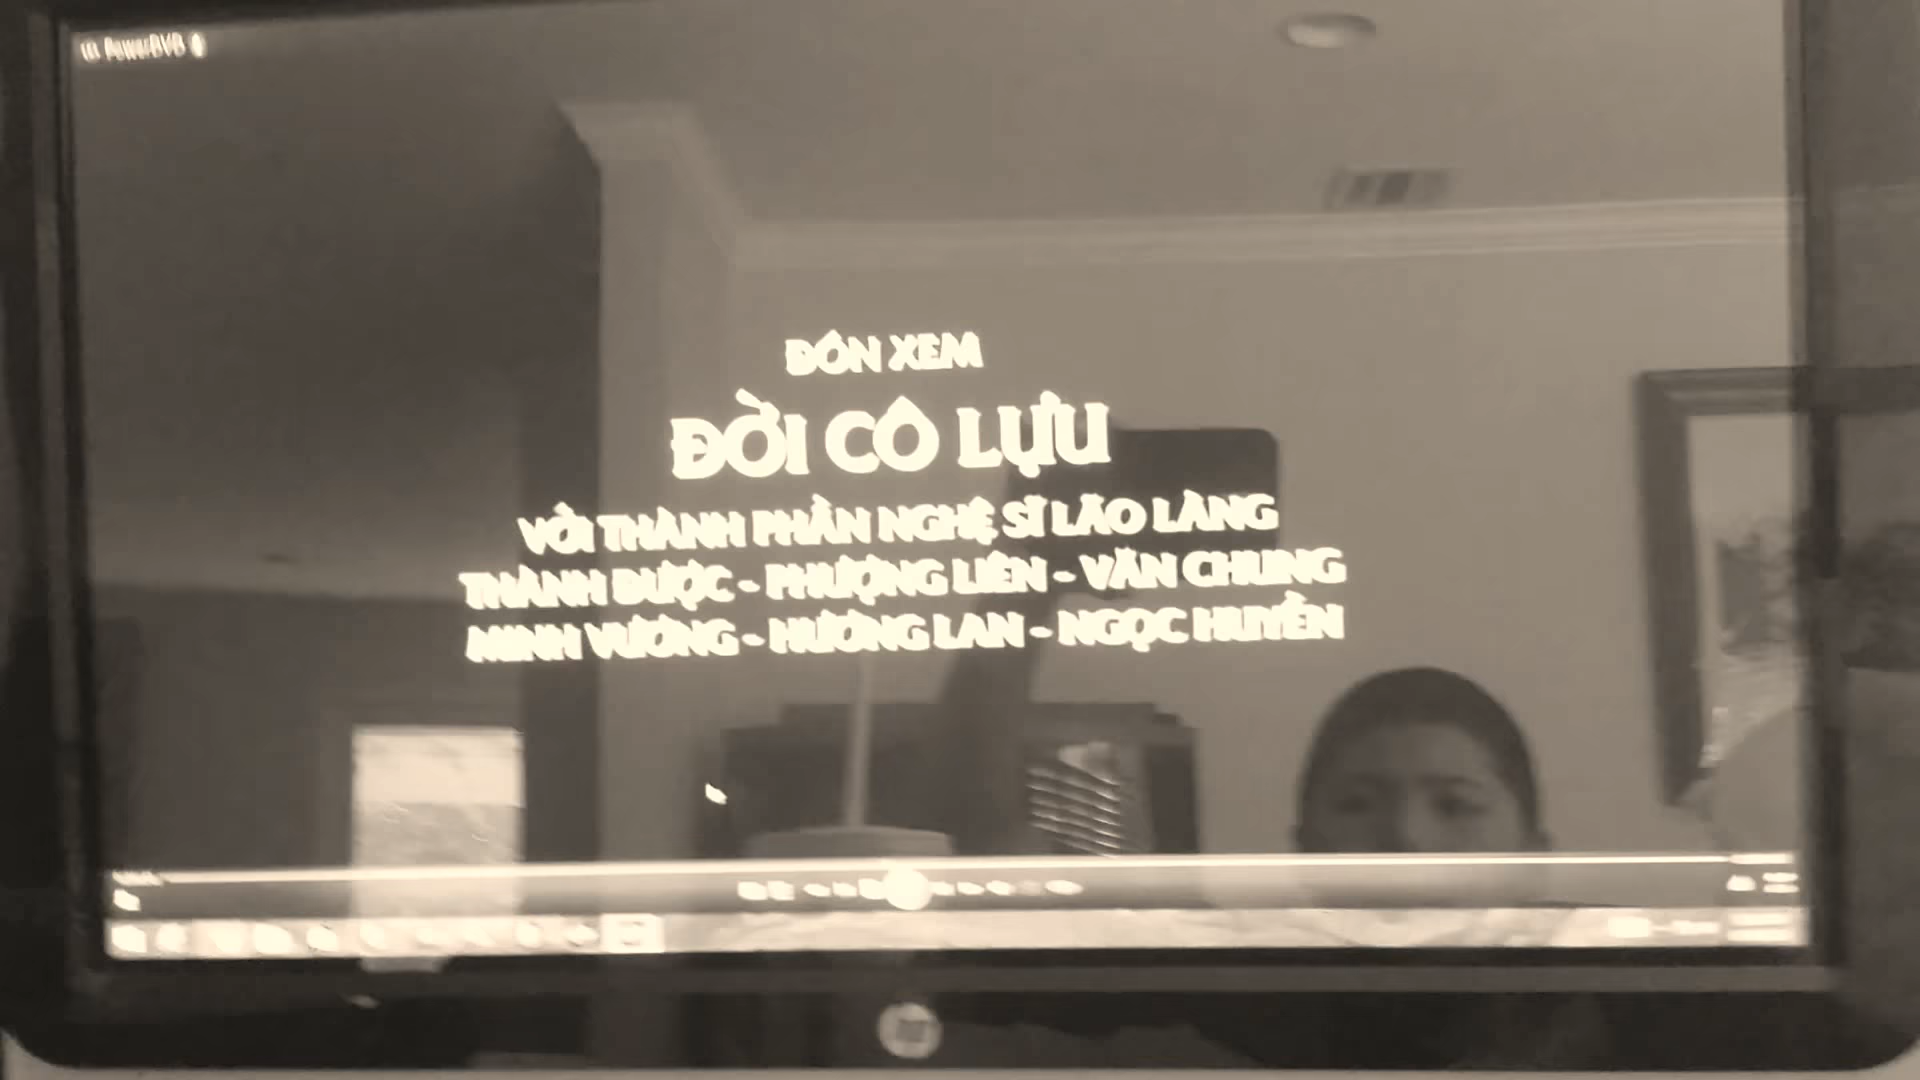 PowerDVD
ĐÓN XEM
ĐỜI CÔ LỰU
VỚI THÀNH PHẦN NGHỆ SĨ LÃO LÀNG
THÀNH ĐƯỢC - PHƯỢNG LIÊN - VĂN CHUNG
MINH VƯƠNG - HƯƠNG LAN - NGỌC HUYỀN